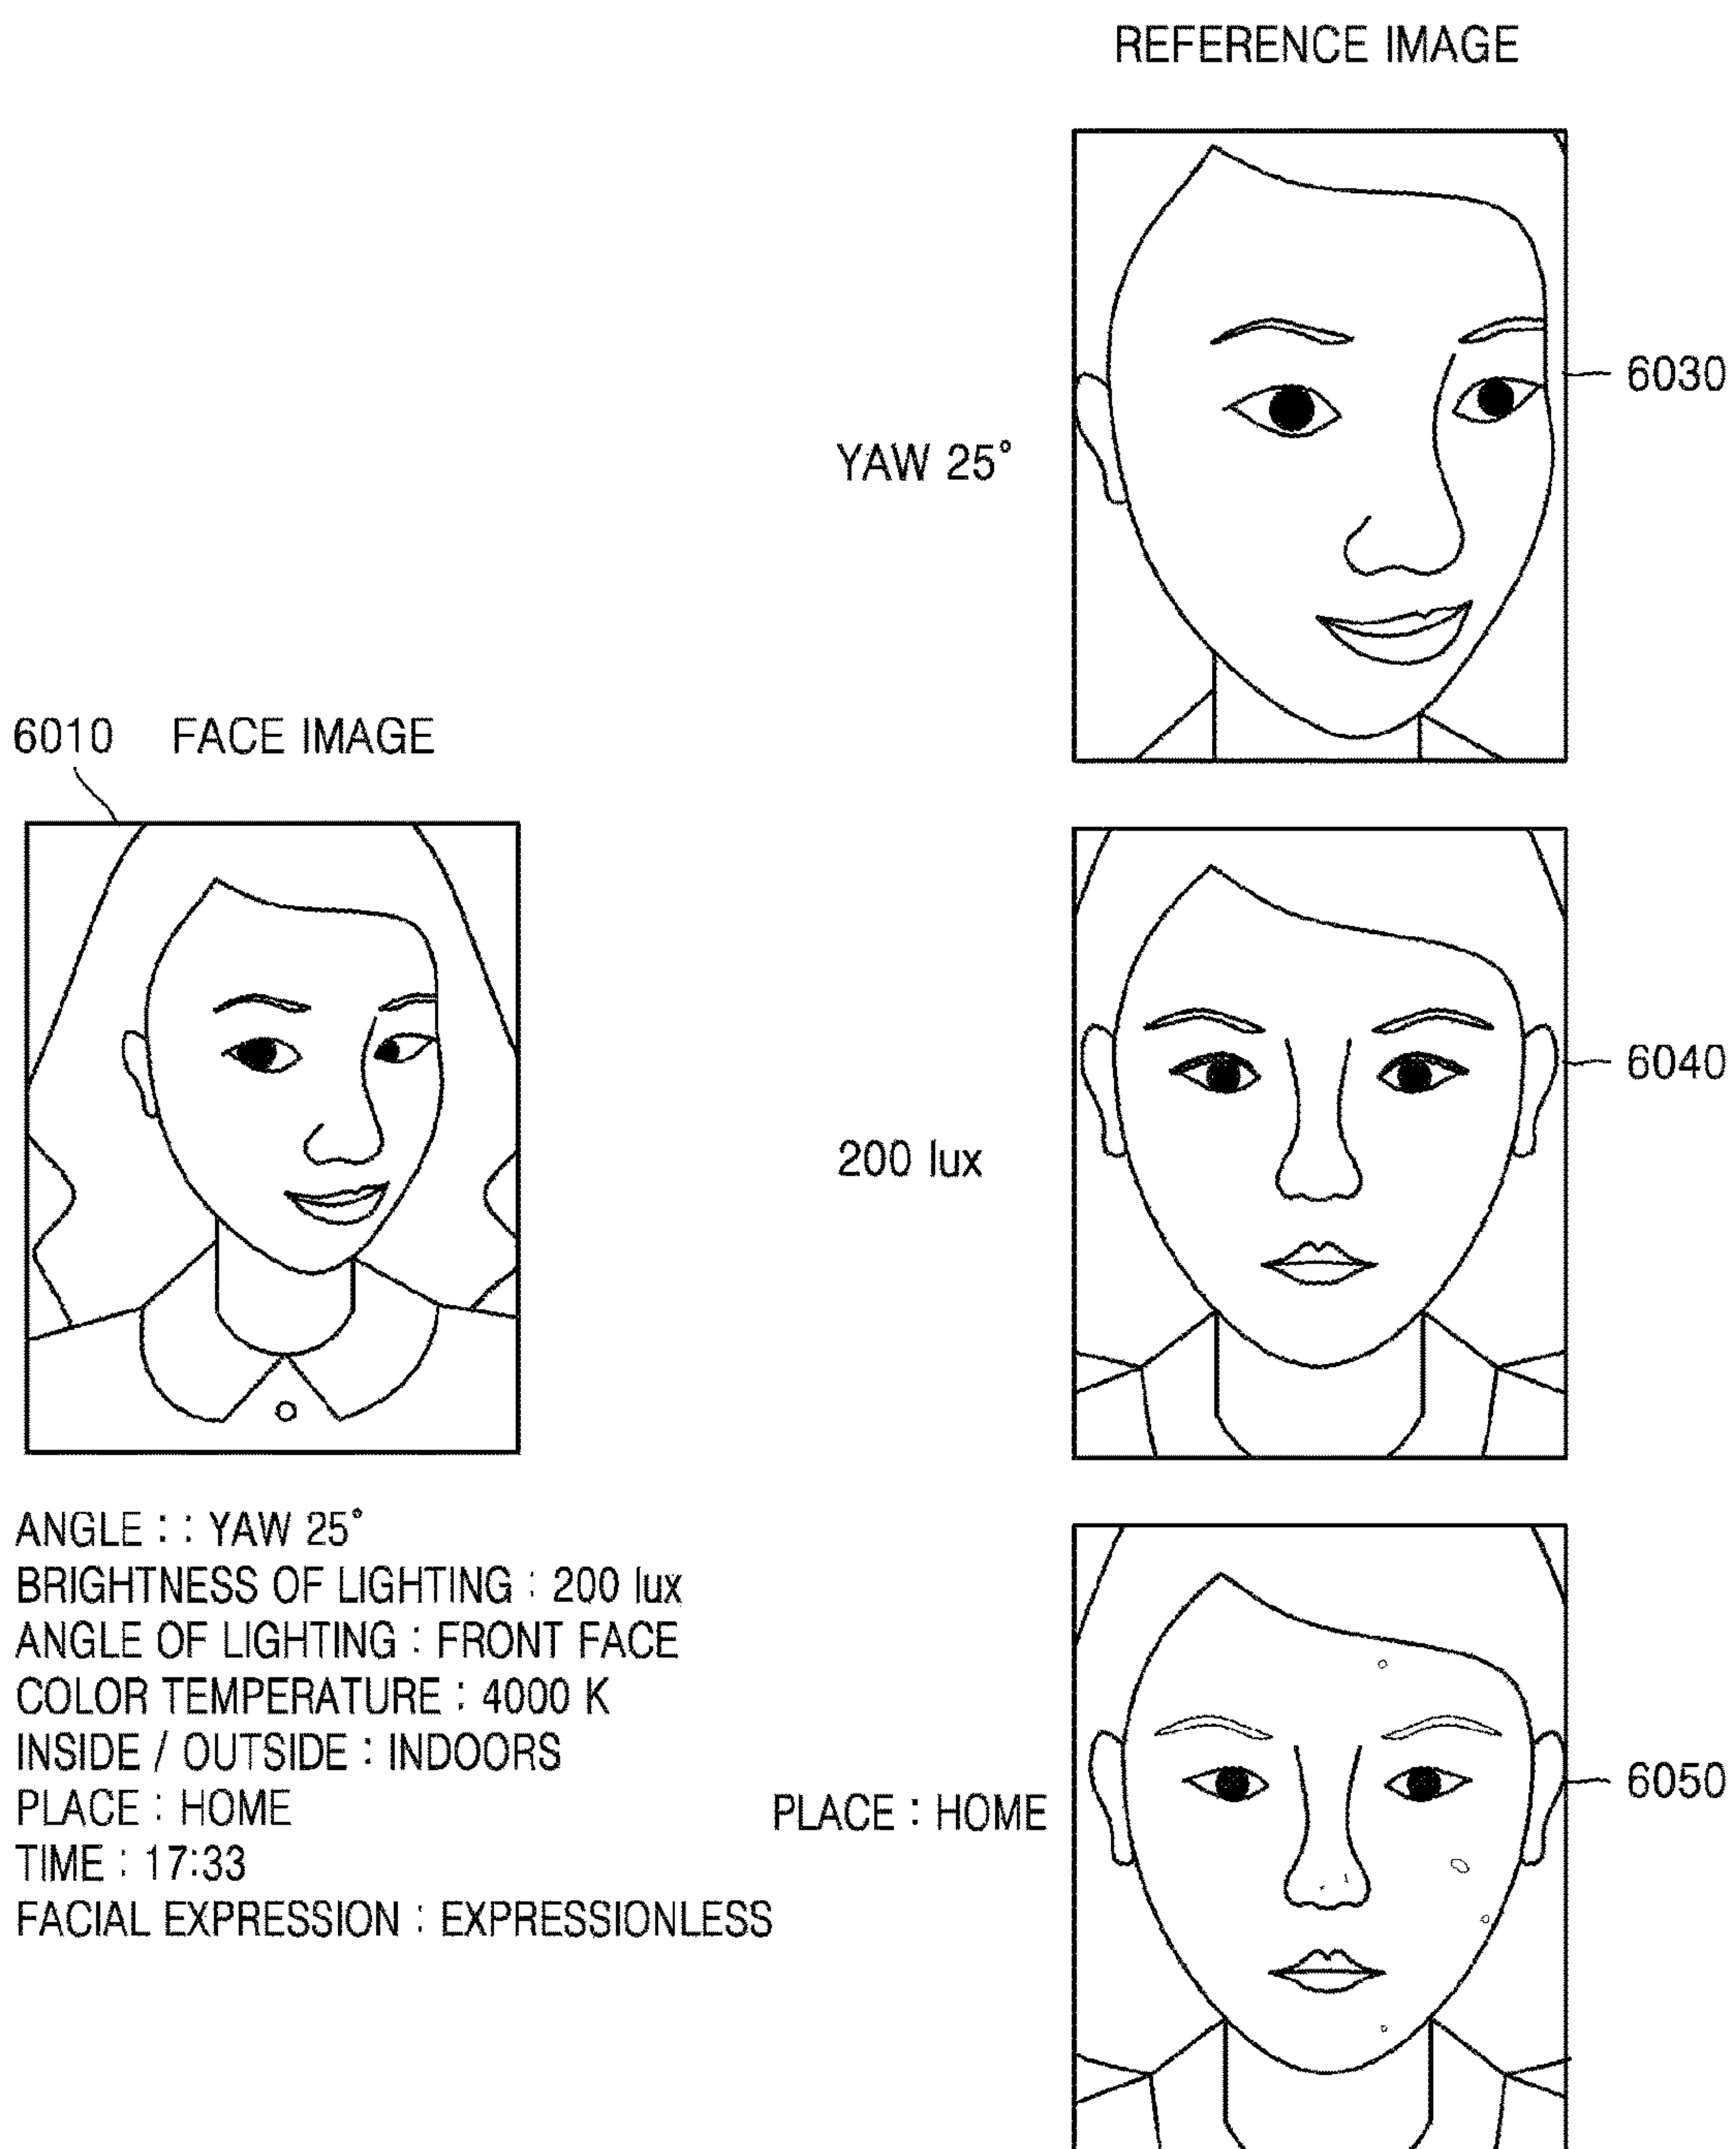 REFERENCE IMAGE
6030
YAW 25°
6010 FACE IMAGE
6040
200 lux
ANGLE : : YAW 25°
BRIGHTNESS OF LIGHTING : 200 lux
ANGLE OF LIGHTING : FRONT FACE
COLOR TEMPERATURE : 4000 K
INSIDE / OUTSIDE : INDOORS
PLACE : HOME
TIME : 17:33
FACIAL EXPRESSION : EXPRESSIONLESS
6050
PLACE : HOME